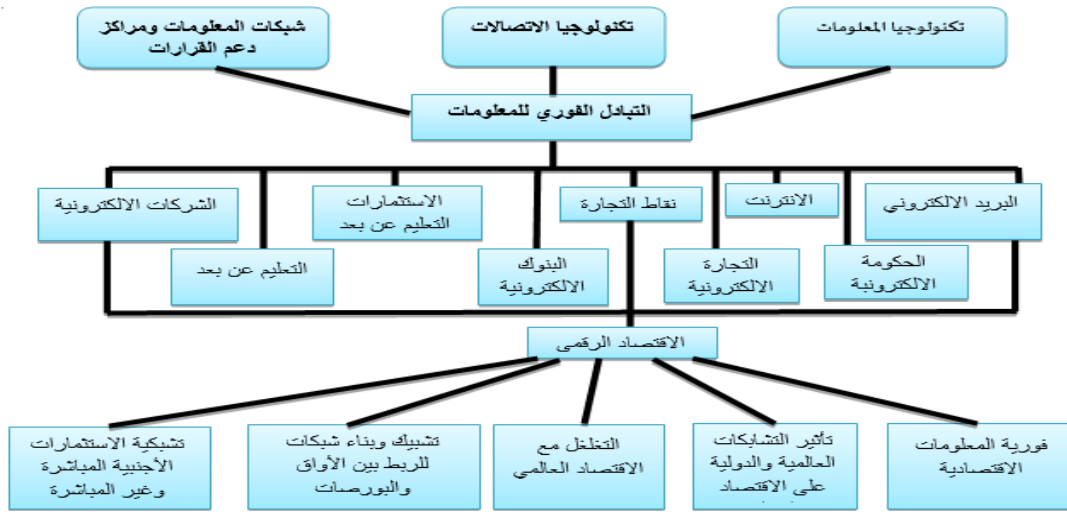 تكنولوجيا المعلومات
تكنولوجيا الاتصالات
شبكات المعلومات ومراكز
دعم القرارات
التبادل الفوري للمعلومات
البريد الالكتروني
الانترنت
نقاط التجارة
الاستثمارات
التعليم عن بعد
الشركات الالكترونية
الحكومة
الالكترونية
التجارة
الالكترونية
البنوك
الالكترونية
التعليم عن بعد
الاقتصاد الرقمى
فورية المعلومات
الاقتصادية
تأثير التشابكات
العالمية والدولية
على الاقتصاد
التغلغل مع
الاقتصاد العالمي
تشبيك وبناء شبكات
للربط بين الأواق
والبورصات
تشبكية الاستثمارات
الأجنبية المباشرة
وغير المباشرة